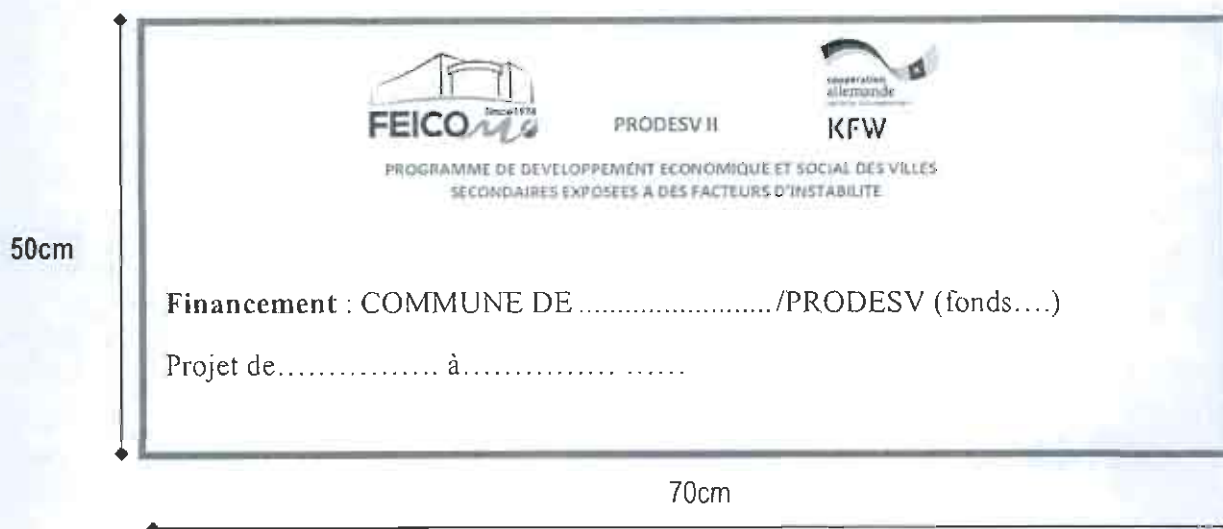 Since 1974
FEICOM
PRODESV II
coopération
allemande
KFW
PROGRAMME DE DEVELOPPEMENT ECONOMIQUE ET SOCIAL DES VILLES
SECONDAIRES EXPOSEES A DES FACTEURS D'INSTABILITE
50cm
Financement : COMMUNE DE ......................../PRODESV (fonds....)
Projet de................ à............... ......
70cm